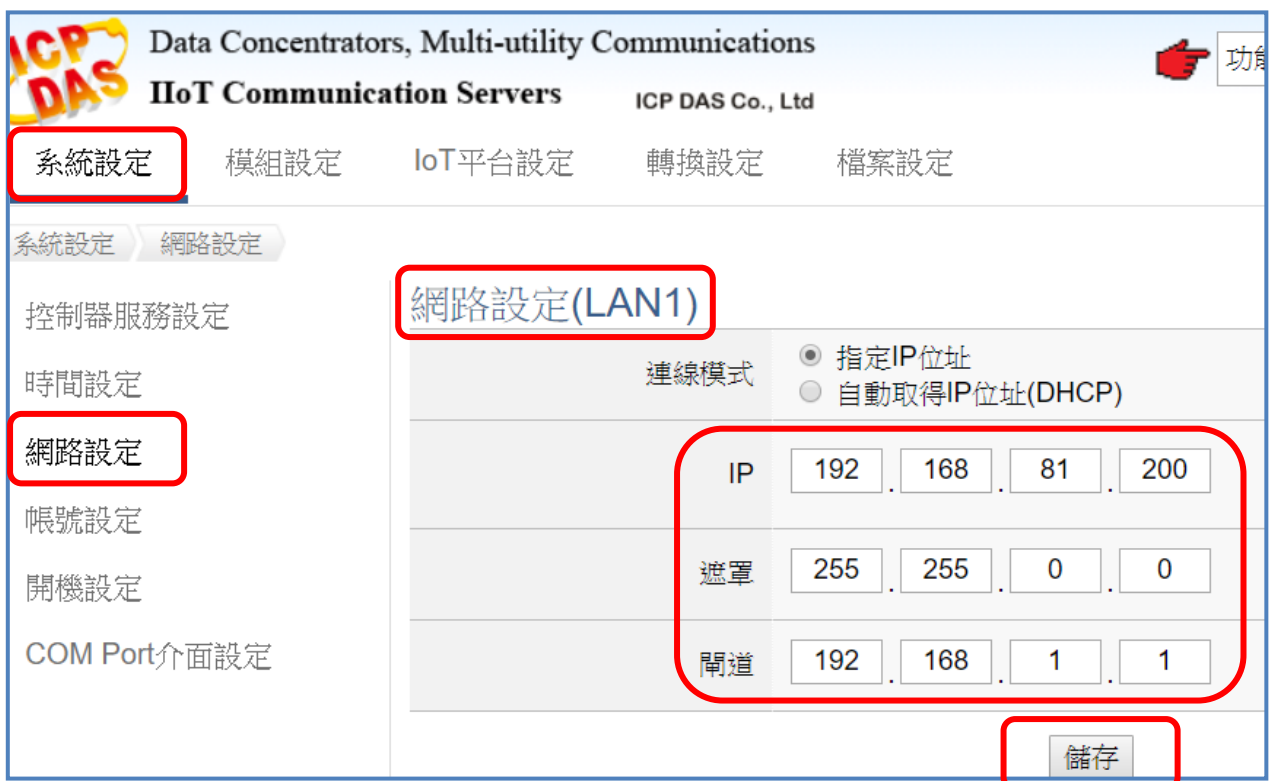 ICP DAS
Data Concentrators, Multi-utility Communications
IIoT Communication Servers ICP DAS Co., Ltd
系統設定 模組設定 IoT平台設定 轉換設定 檔案設定
系統設定 網路設定
控制器服務設定
時間設定
網路設定
帳號設定
開機設定
COM Port介面設定
網路設定(LAN1)
連線模式 指定IP位址
自動取得IP位址(DHCP)
IP 192 . 168 . 81 . 200
遮罩 255 . 255 . 0 . 0
閘道 192 . 168 . 1 . 1
儲存